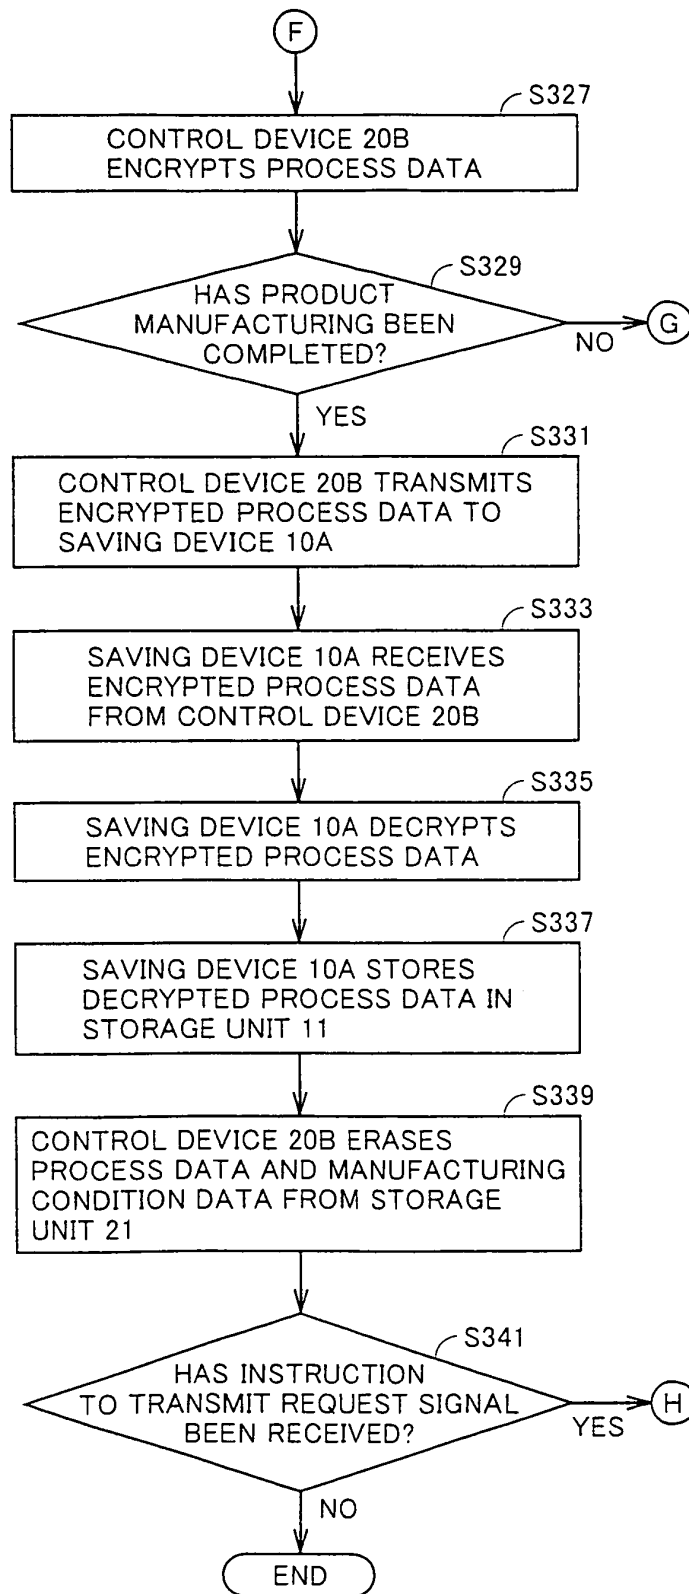 F
S327
CONTROL DEVICE 20B
ENCRYPTS PROCESS DATA
S329
HAS PRODUCT
MANUFACTURING BEEN
COMPLETED?
NO
G
YES
S331
CONTROL DEVICE 20B TRANSMITS
ENCRYPTED PROCESS DATA TO
SAVING DEVICE 10A
S333
SAVING DEVICE 10A RECEIVES
ENCRYPTED PROCESS DATA
FROM CONTROL DEVICE 20B
S335
SAVING DEVICE 10A DECRYPTS
ENCRYPTED PROCESS DATA
S337
SAVING DEVICE 10A STORES
DECRYPTED PROCESS DATA IN
STORAGE UNIT 11
S339
CONTROL DEVICE 20B ERASES
PROCESS DATA AND MANUFACTURING
CONDITION DATA FROM STORAGE
UNIT 21
S341
HAS INSTRUCTION
TO TRANSMIT REQUEST SIGNAL
BEEN RECEIVED?
YES
H
NO
END